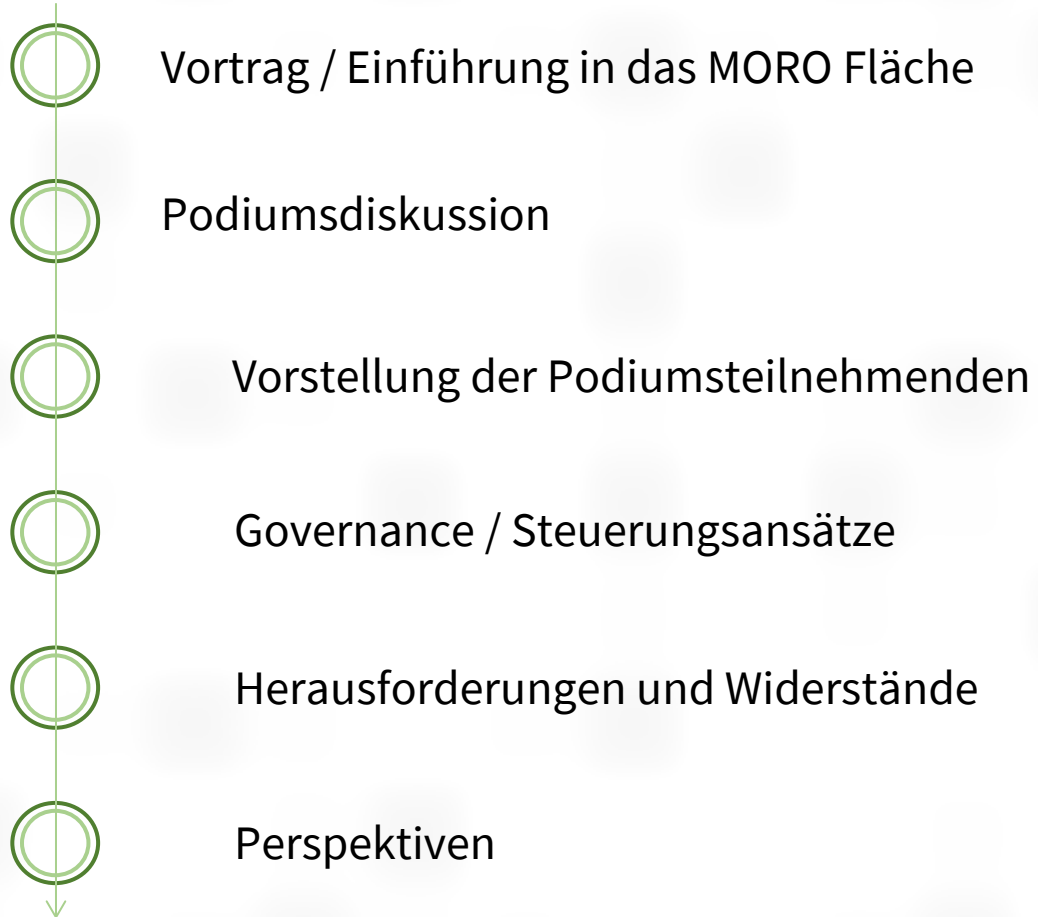 Vortrag / Einführung in das MORO Fläche
Podiumsdiskussion
Vorstellung der Podiumsteilnehmenden
Governance / Steuerungsansätze
Herausforderungen und Widerstände
Perspektiven